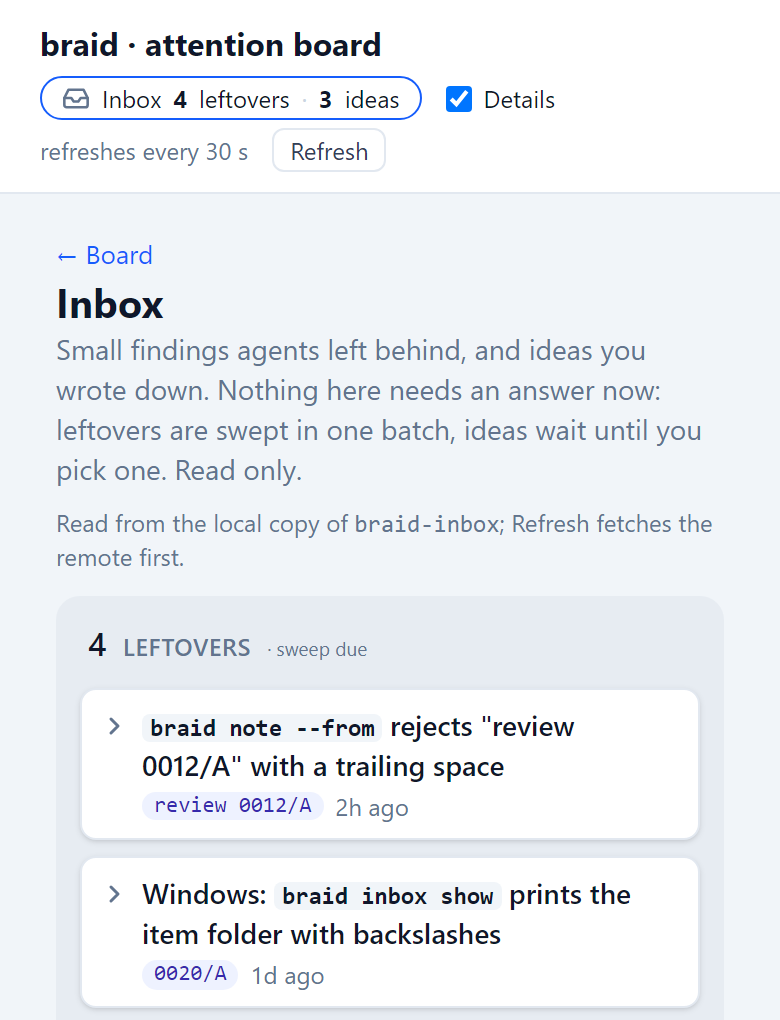 braid · attention board
Inbox 4 leftovers · 3 ideas
Details
refreshes every 30 s
Refresh
← Board
Inbox
Small findings agents left behind, and ideas you
wrote down. Nothing here needs an answer now:
leftovers are swept in one batch, ideas wait until you
pick one. Read only.
Read from the local copy of braid-inbox; Refresh fetches the
remote first.
4 LEFTOVERS · sweep due
braid note --from rejects "review
0012/A" with a trailing space
review 0012/A 2h ago
Windows: braid inbox show prints the
item folder with backslashes
0020/A 1d ago